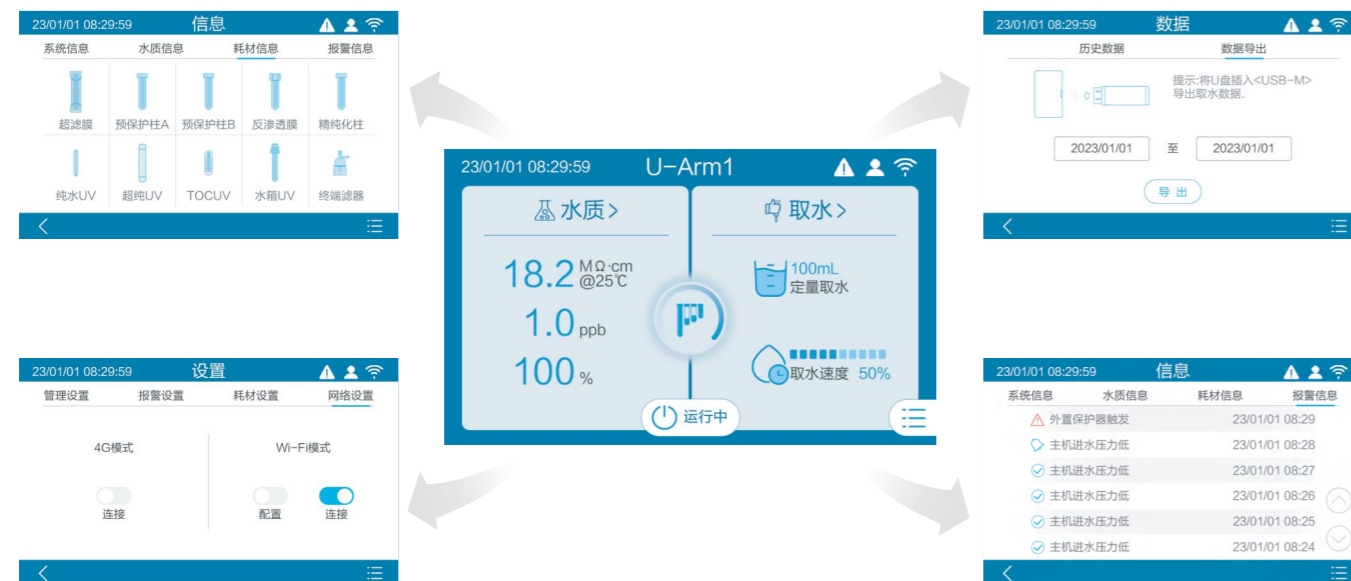 23/01/01 08:29:59 信息
系统信息 水质信息 耗材信息 报警信息
超滤膜 预保护柱A 预保护柱B 反渗透膜 精纯化柱
纯水UV 超纯UV TOCUV 水箱UV 终端滤器
23/01/01 08:29:59 数据
历史数据 数据导出
提示:将U盘插入<USB-M>
导出取水数据.
2023/01/01 至 2023/01/01
导出
23/01/01 08:29:59 U-Arm1
水质> 取水>
18.2 MΩ·cm
@25℃
1.0 ppb
100 %
100mL
定量取水
取水速度 50%
运行中
23/01/01 08:29:59 设置
管理设置 报警设置 耗材设置 网络设置
4G模式 Wi-Fi模式
连接 配置 连接
23/01/01 08:29:59 信息
系统信息 水质信息 耗材信息 报警信息
外置保护器触发 23/01/01 08:29
主机进水压力低 23/01/01 08:28
主机进水压力低 23/01/01 08:27
主机进水压力低 23/01/01 08:26
主机进水压力低 23/01/01 08:25
主机进水压力低 23/01/01 08:24